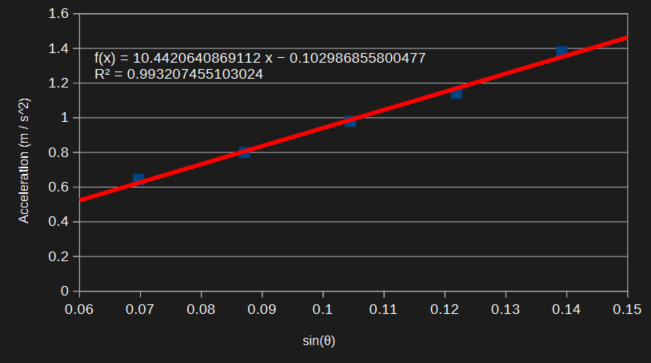 1.6
1.4
f(x) = 10.4420640869112 x − 0.102986855800477
R² = 0.993207455103024
1.2
1
0.8
0.6
0.4
0.2
0
Acceleration (m / s^2)
0.06 0.07 0.08 0.09 0.1 0.11 0.12 0.13 0.14 0.15
sin(θ)